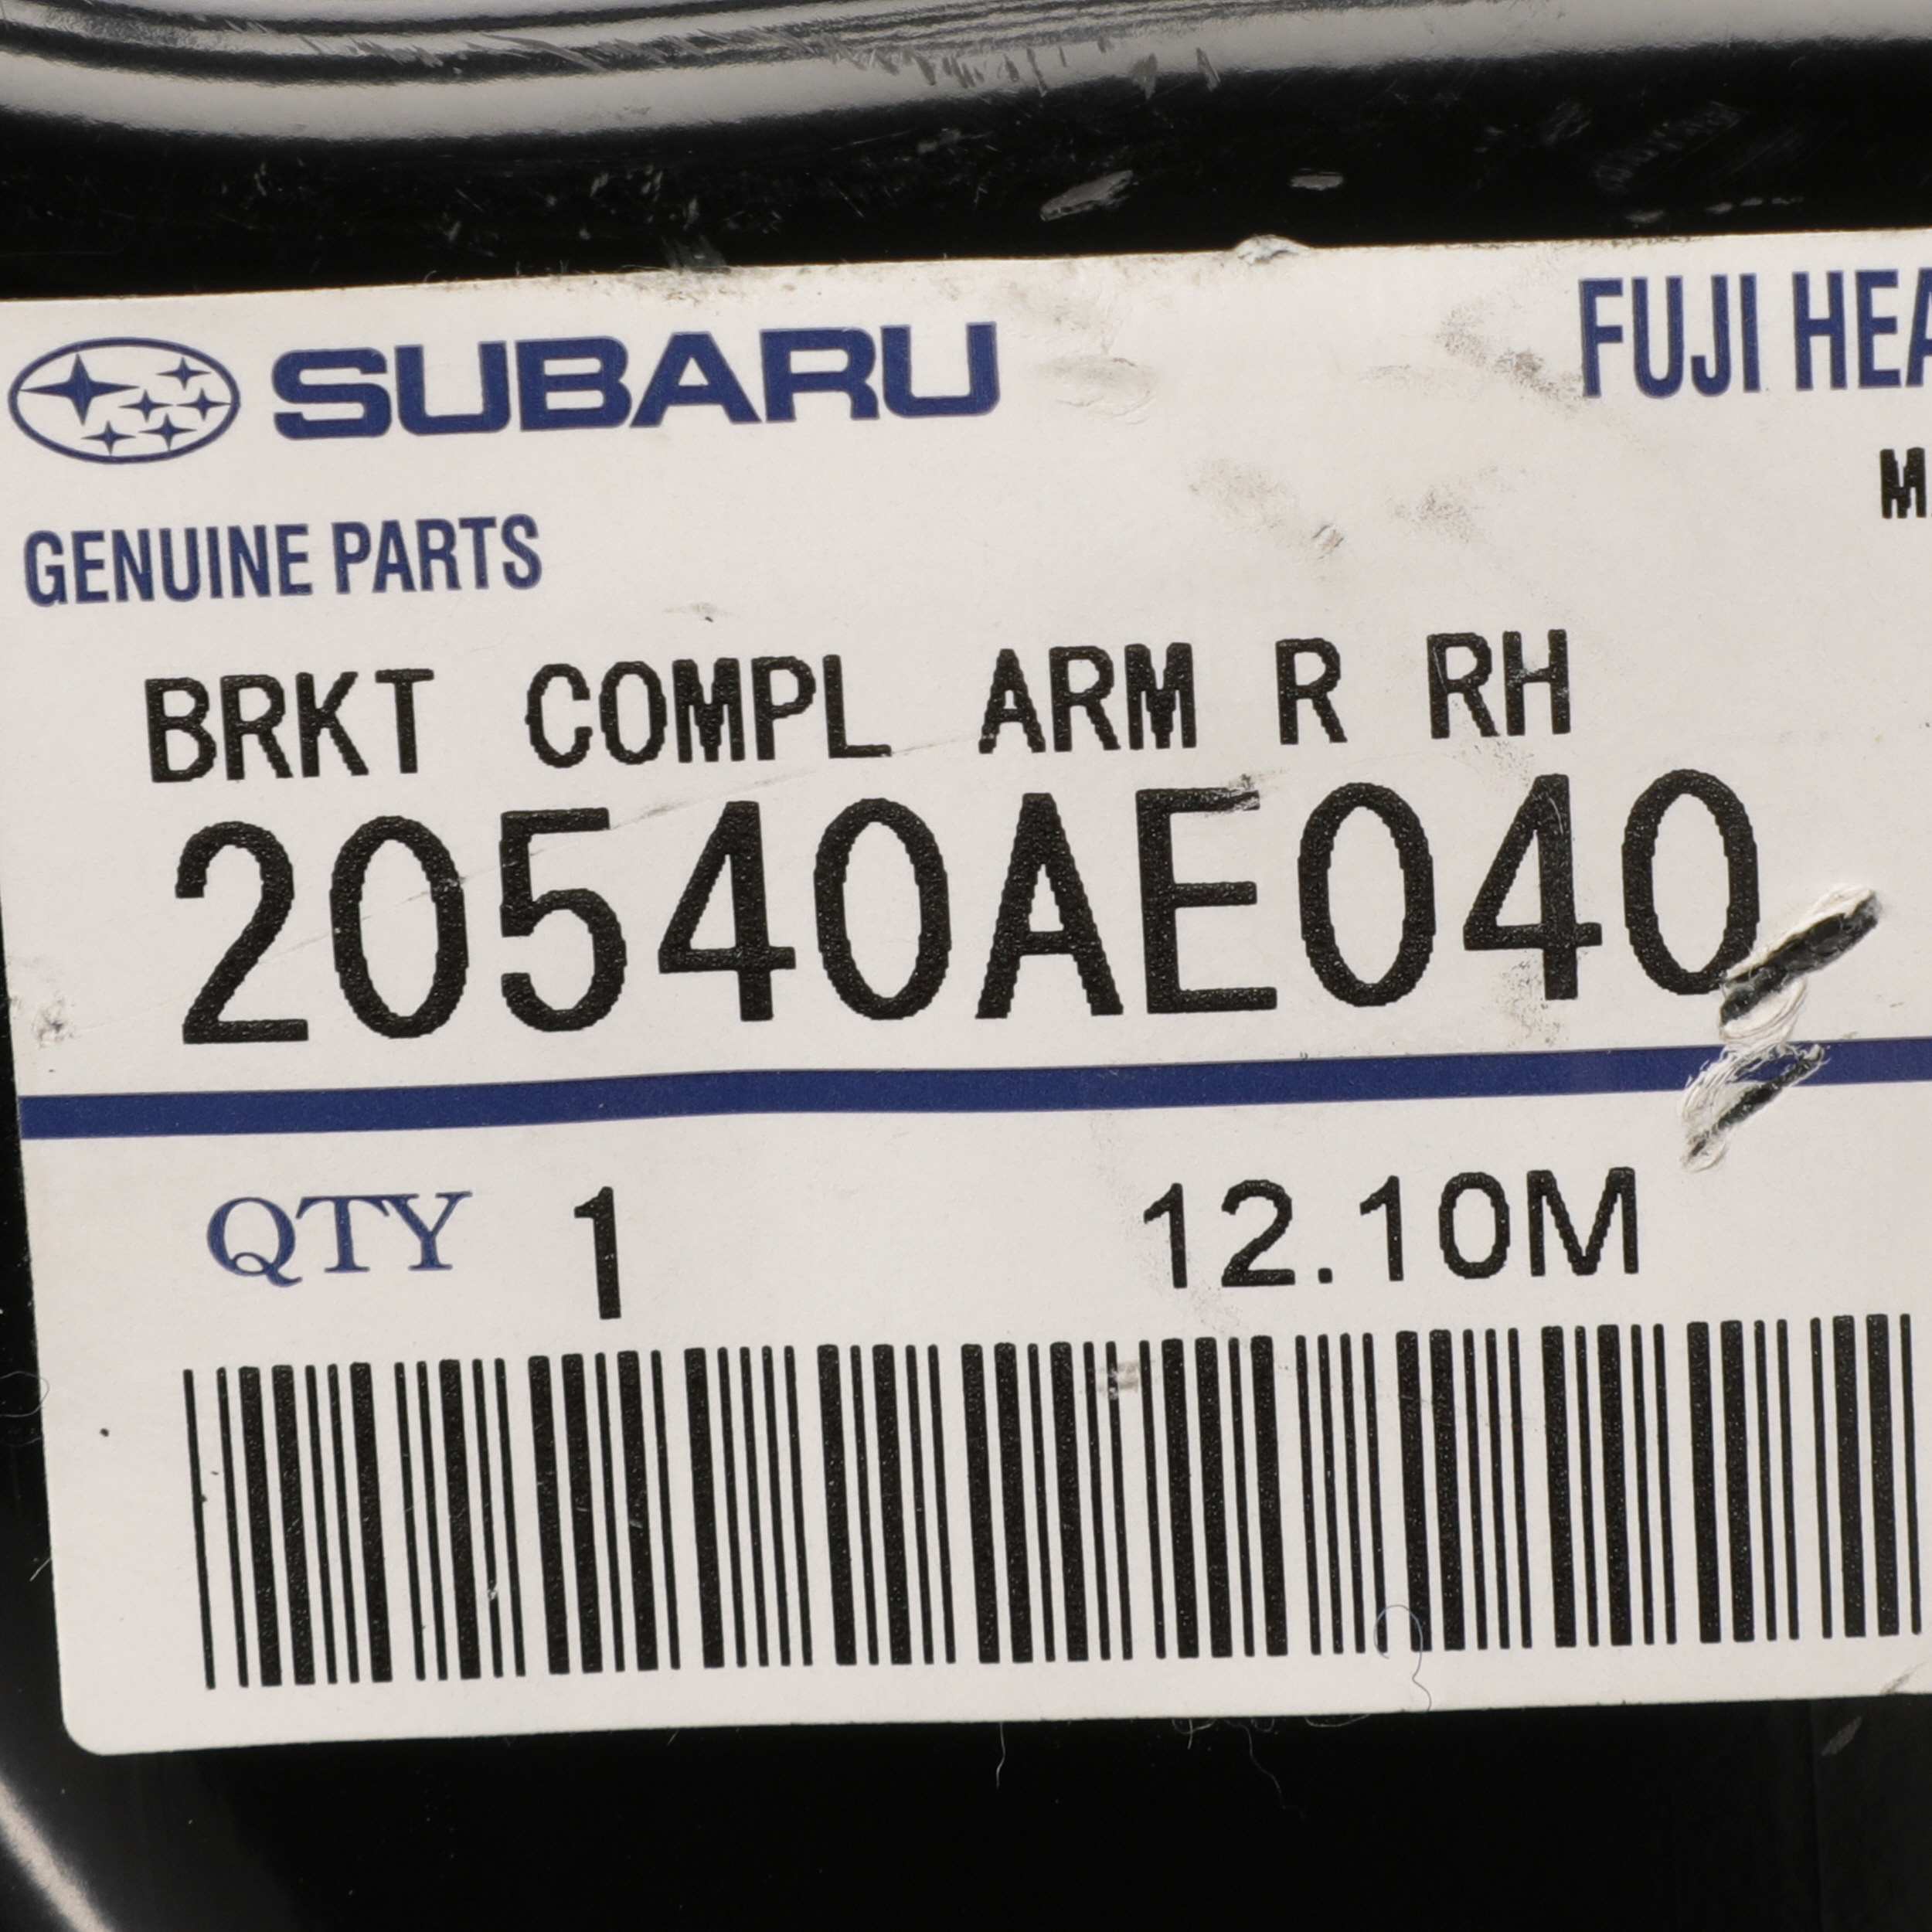 SUBARU
FUJI HEA
M
GENUINE PARTS
BRKT COMPL ARM R RH
20540AE040
QTY 1 12.10M